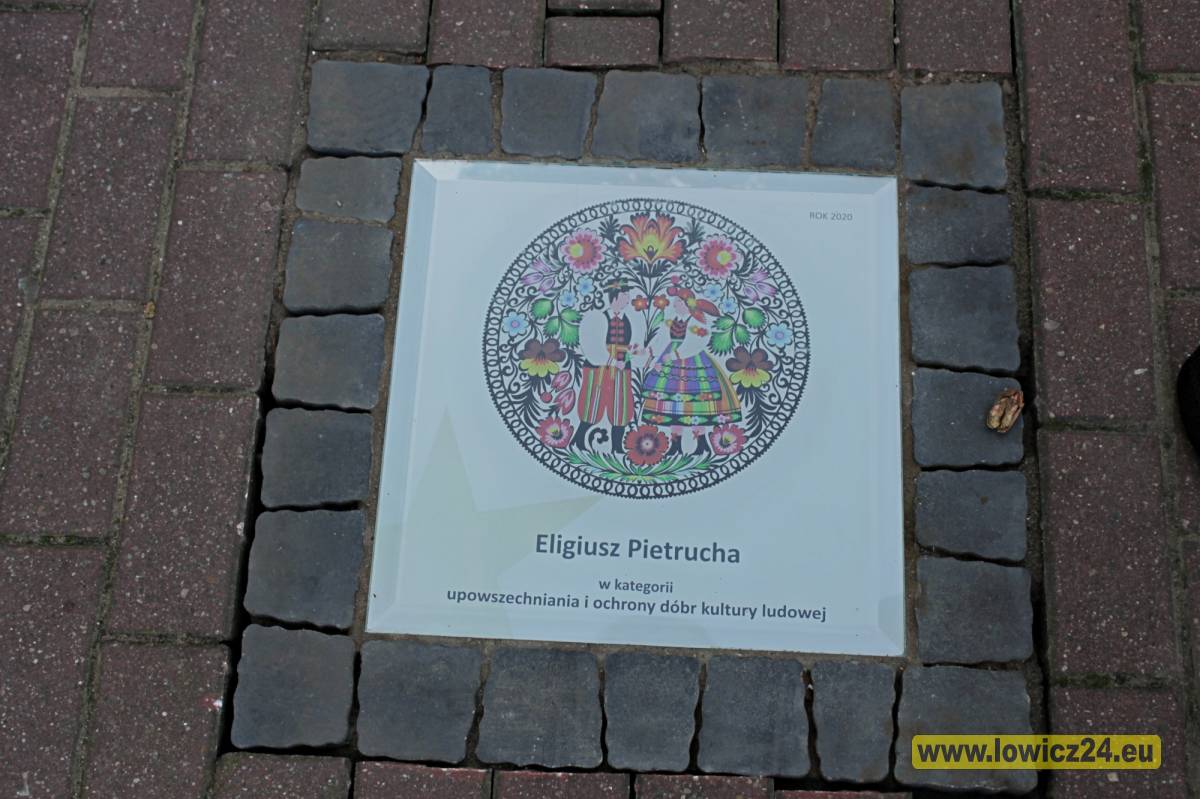 ROK 2020
Eligiusz Pietrucha
w kategorii
upowszechniania i ochrony dóbr kultury ludowej
www.lowicz24.eu